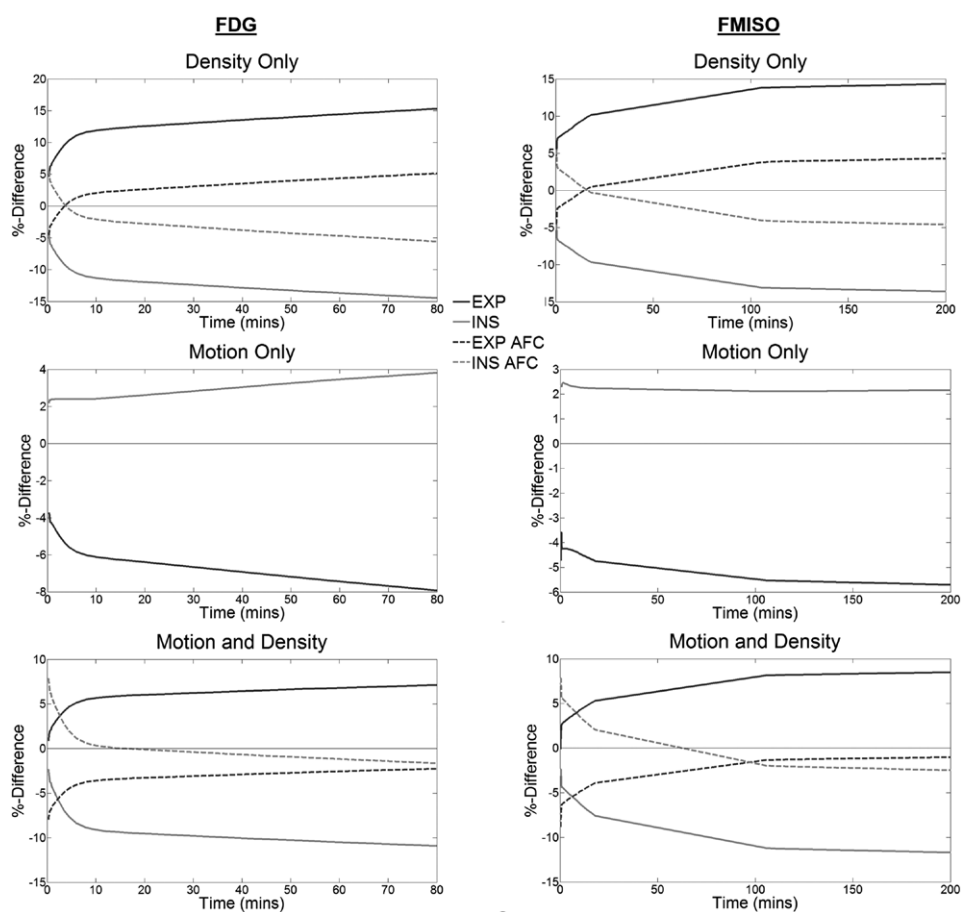 FDG
FMISO
Density Only
20
15
10
5
0
-5
-10
-15
%-Difference
0 10 20 30 40 50 60 70 80
Time (mins)
Density Only
15
10
5
0
-5
-10
15
%-Difference
0 50 100 150 200
Time (mins)
EXP
INS
EXP AFC
INS AFC
Motion Only
4
2
0
-2
-4
-6
-8
%-Difference
0 10 20 30 40 50 60 70 80
Time (mins)
Motion Only
3
2
1
0
-1
-2
-3
-4
-5
-6
%-Difference
0 50 100 150 200
Time (mins)
Motion and Density
10
5
0
-5
-10
-15
%-Difference
0 10 20 30 40 50 60 70 80
Time (mins)
Motion and Density
10
5
0
-5
-10
-15
%-Difference
0 50 100 150 200
Time (mins)